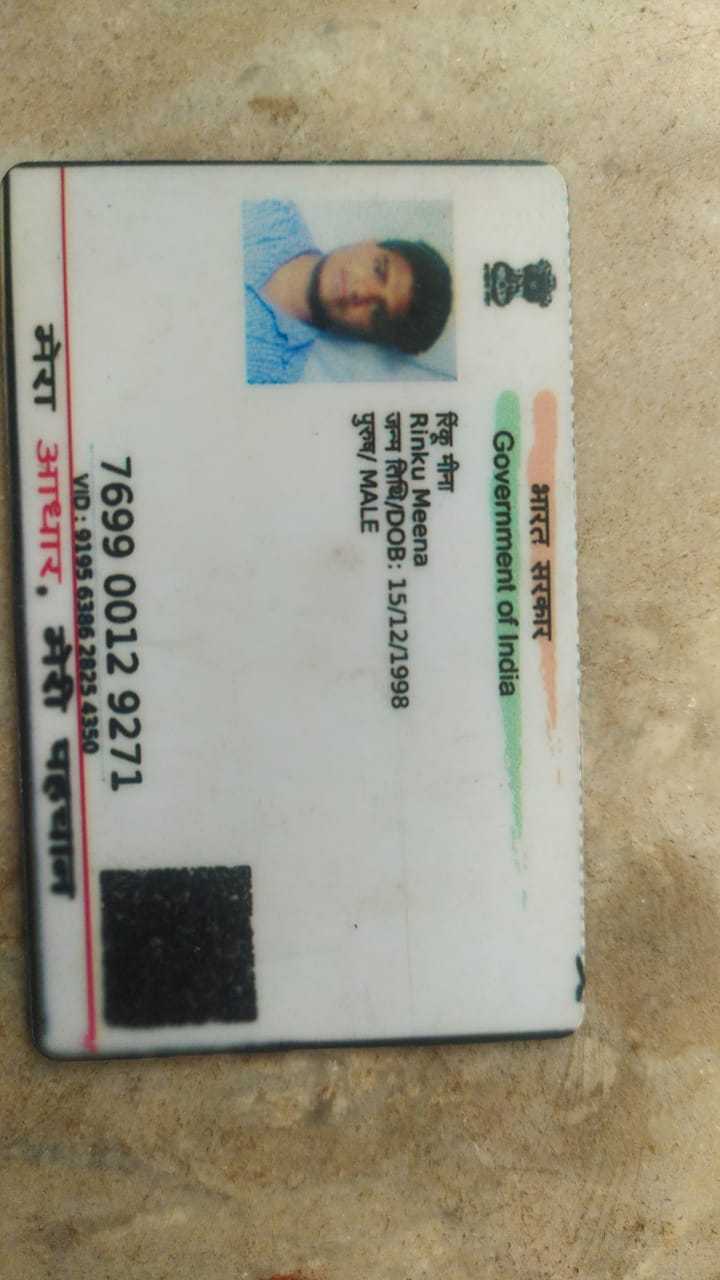 भारत सरकार
Government of India
रिंकू मीना
Rinku Meena
जन्म तिथि/DOB: 15/12/1998
पुरुष/ MALE
7699 0012 9271
VID: 9195 6386 2825 4350
मेरा आधार, मेरी पहचान